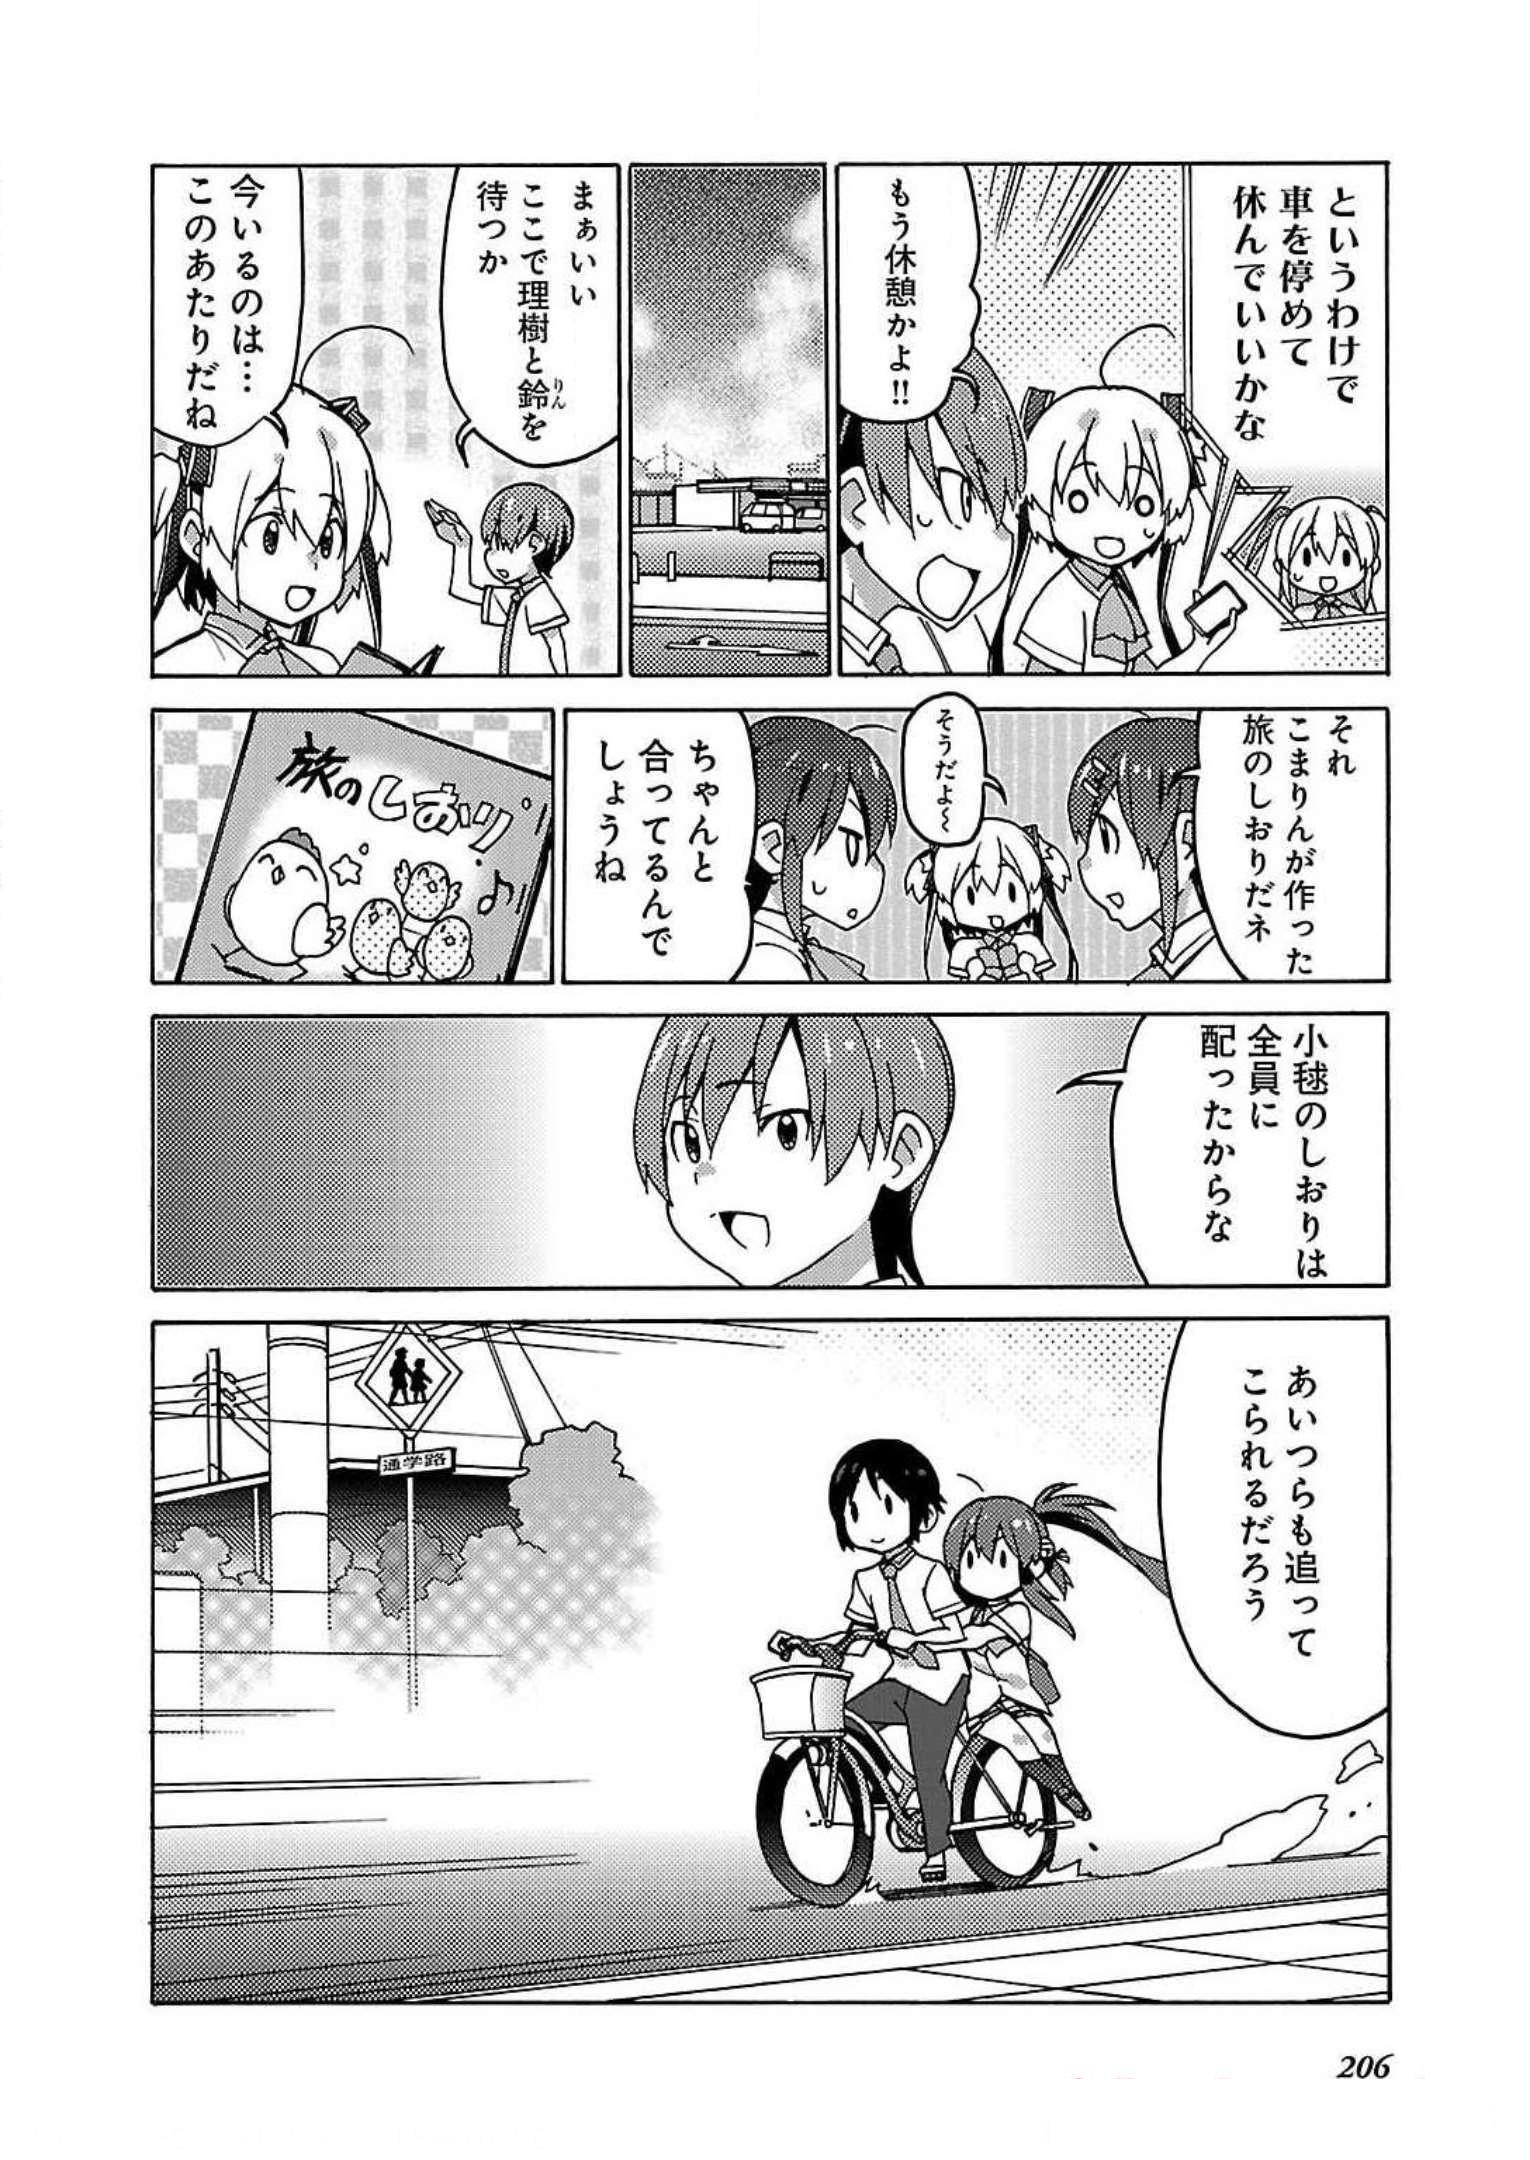 というわけで
車を停めて
休んでいいかな
もう休憩かよ!!
まぁいい
ここで理樹と鈴を
りん
待つか
今いるのは…
このあたりだね
それ
こまりんが作った
旅のしおりだネ
そうだよ〜
ちゃんと
合ってるんで
しょうね
旅のしおり
小毬のしおりは
全員に
配ったからな
あいつらも追って
こられるだろう
通学路
206